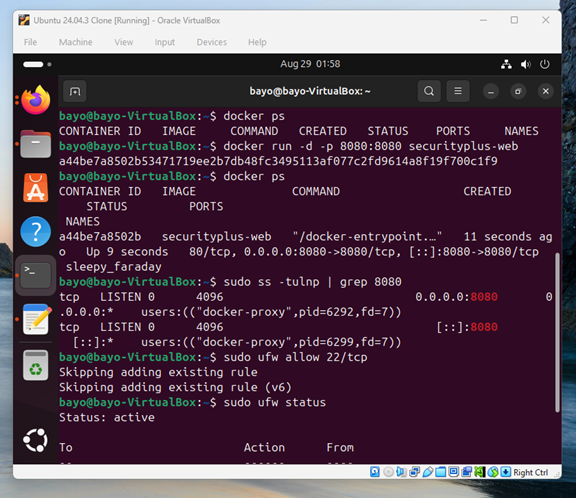 Ubuntu 24.04.3 Clone [Running] - Oracle VirtualBox
File Machine View Input Devices Help
Aug 29 01:58
bayo@bayo-VirtualBox: ~
bayo@bayo-VirtualBox:~$ docker ps
CONTAINER ID IMAGE COMMAND CREATED STATUS PORTS NAMES
bayo@bayo-VirtualBox:~$ docker run -d -p 8080:8080 securityplus-web
a44be7a8502b53471719ee2b7db48fc3495113af077c2fd9614a8f19f700c1f9
bayo@bayo-VirtualBox:~$ docker ps
CONTAINER ID IMAGE COMMAND CREATED
STATUS PORTS
NAMES
a44be7a8502b securityplus-web "/docker-entrypoint.…" 11 seconds ag
o Up 9 seconds 80/tcp, 0.0.0.0:8080->8080/tcp, [::]:8080->8080/tcp
sleepy_faraday
bayo@bayo-VirtualBox:~$ sudo ss -tulnp | grep 8080
tcp LISTEN 0 4096 0.0.0.0:8080 0
.0.0.0:* users:(("docker-proxy",pid=6292,fd=7))
tcp LISTEN 0 4096 [::]:8080
[::]:* users:(("docker-proxy",pid=6299,fd=7))
bayo@bayo-VirtualBox:~$ sudo ufw allow 22/tcp
Skipping adding existing rule
Skipping adding existing rule (v6)
bayo@bayo-VirtualBox:~$ sudo ufw status
Status: active
To Action From
Right Ctrl